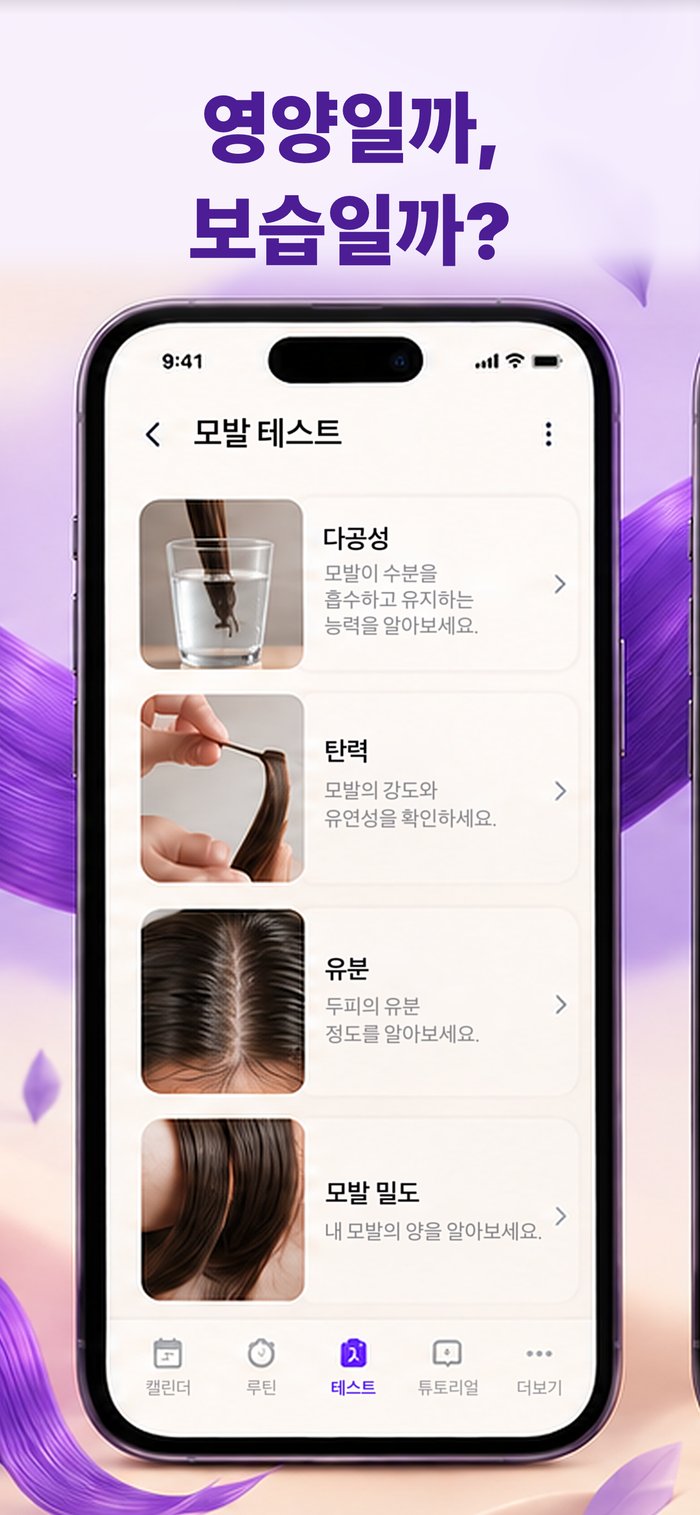 영양일까,
보습일까?
9:41
모발 테스트
다공성
모발이 수분을
흡수하고 유지하는
능력을 알아보세요.
탄력
모발의 강도와
유연성을 확인하세요.
유분
두피의 유분
정도를 알아보세요.
모발 밀도
내 모발의 양을 알아보세요.
캘린더
루틴
테스트
튜토리얼
더보기